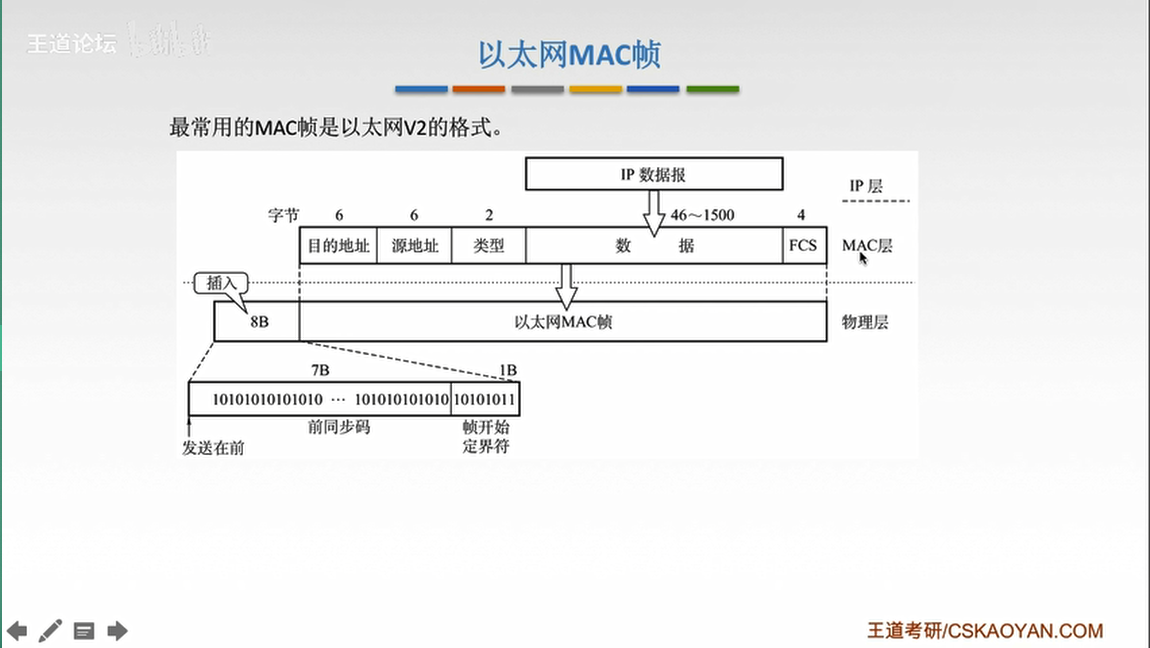 王道论坛
以太网MAC帧
最常用的MAC帧是以太网V2的格式。
IP 数据报
IP 层
字节 6 6 2 46～1500 4
目的地址 源地址 类型 数 据 FCS MAC层
插入
8B 以太网MAC帧 物理层
7B 1B
10101010101010 … 101010101010 10101011
前同步码 帧开始
定界符
发送在前
王道考研/CSKAOYAN.COM